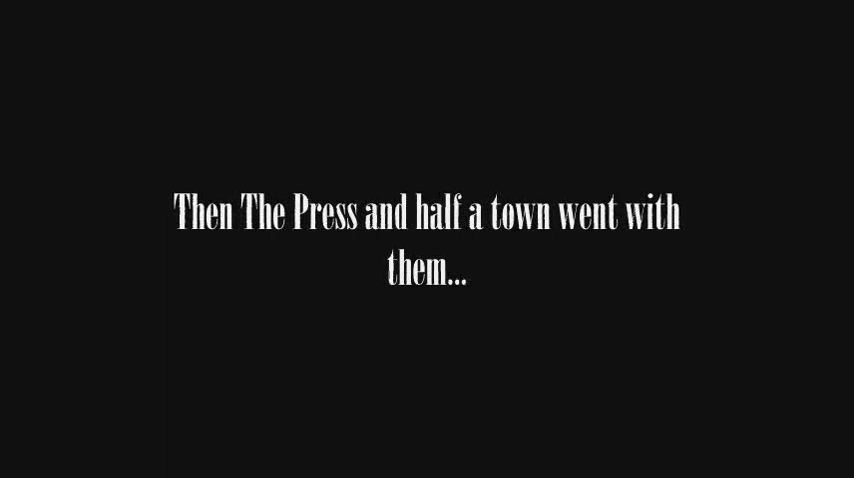 Then The Press and half a town went with
them...